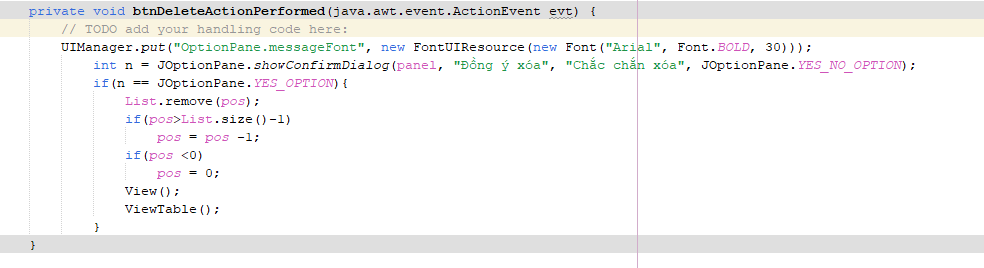 private void btnDeleteActionPerformed(java.awt.event.ActionEvent evt) {
// TODO add your handling code here:
UIManager.put("OptionPane.messageFont", new FontUIResource(new Font("Arial", Font.BOLD, 30)));
int n = JOptionPane.showConfirmDialog(panel, "Đồng ý xóa", "Chắc chắn xóa", JOptionPane.YES_NO_OPTION);
if(n == JOptionPane.YES_OPTION){
List.remove(pos);
if(pos>List.size()-1)
pos = pos -1;
if(pos <0)
pos = 0;
View();
ViewTable();
}
}